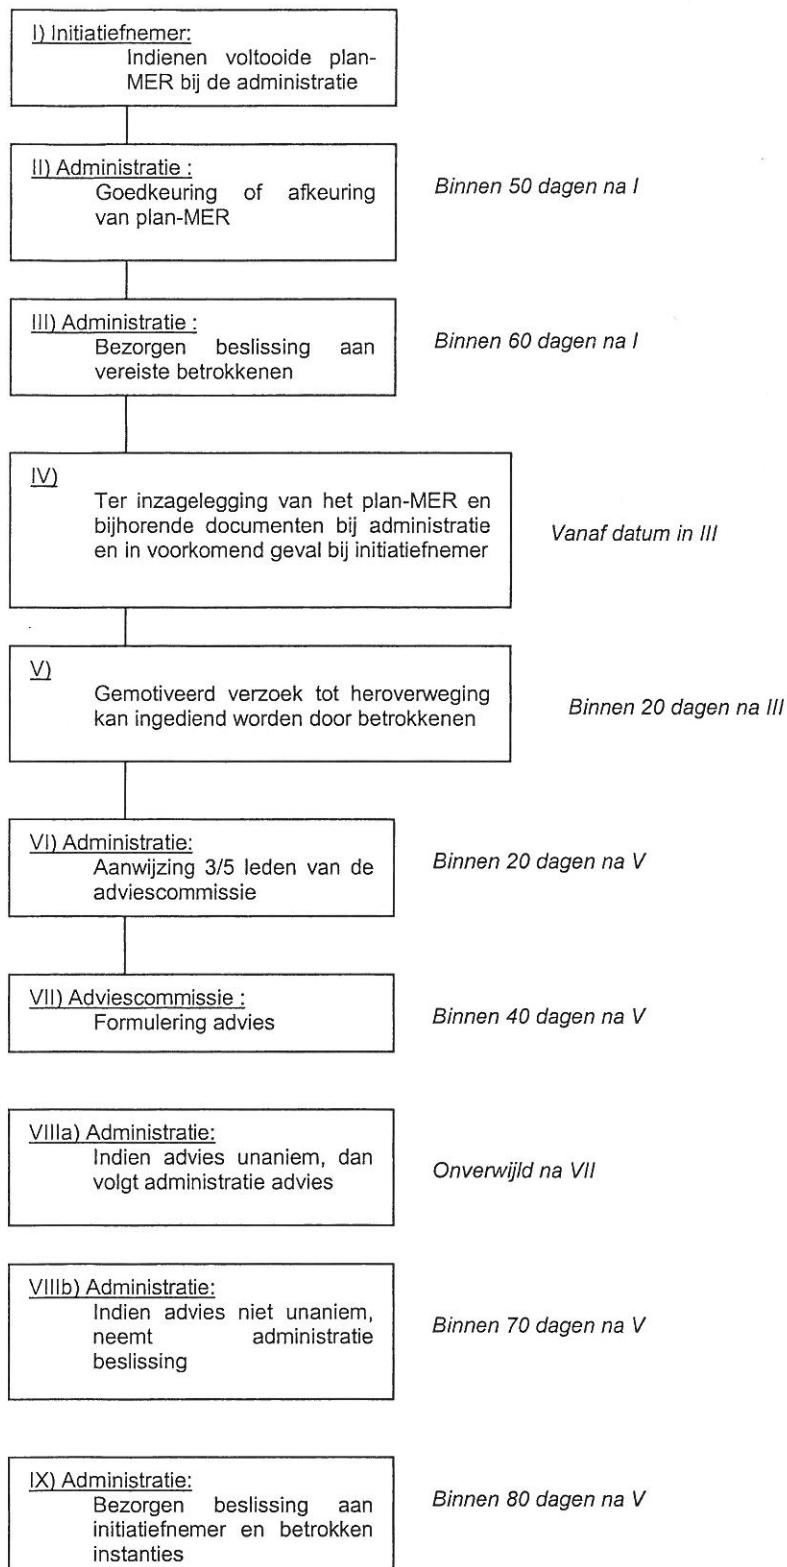 I) Initiatiefnemer:
Indienen voltooide plan-
MER bij de administratie
II) Administratie :
Goedkeuring of afkeuring
van plan-MER
Binnen 50 dagen na I
III) Administratie :
Bezorgen beslissing aan
vereiste betrokkenen
Binnen 60 dagen na I
IV)
Ter inzagelegging van het plan-MER en
bijhorende documenten bij administratie
en in voorkomend geval bij initiatiefnemer
Vanaf datum in III
V)
Gemotiveerd verzoek tot heroverweging
kan ingediend worden door betrokkenen
Binnen 20 dagen na III
VI) Administratie:
Aanwijzing 3/5 leden van de
adviescommissie
Binnen 20 dagen na V
VII) Adviescommissie :
Formulering advies
Binnen 40 dagen na V
VIIIa) Administratie:
Indien advies unaniem, dan
volgt administratie advies
Onverwijld na VII
VIIIb) Administratie:
Indien advies niet unaniem,
neemt administratie
beslissing
Binnen 70 dagen na V
IX) Administratie:
Bezorgen beslissing aan
initiatiefnemer en betrokken
instanties
Binnen 80 dagen na V